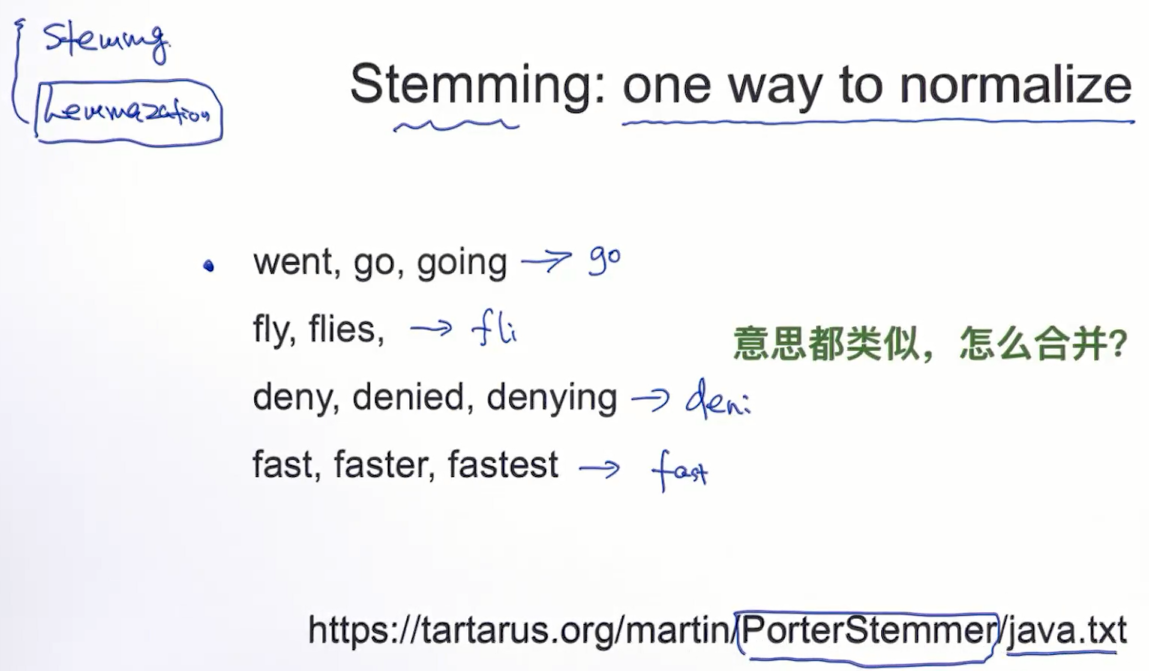 Stemmg
Lemmazation
Stemming: one way to normalize
went, go, going → go
fly, flies, → fli
意思都类似，怎么合并?
deny, denied, denying → deni
fast, faster, fastest → fast
https://tartarus.org/martin/PorterStemmer/java.txt